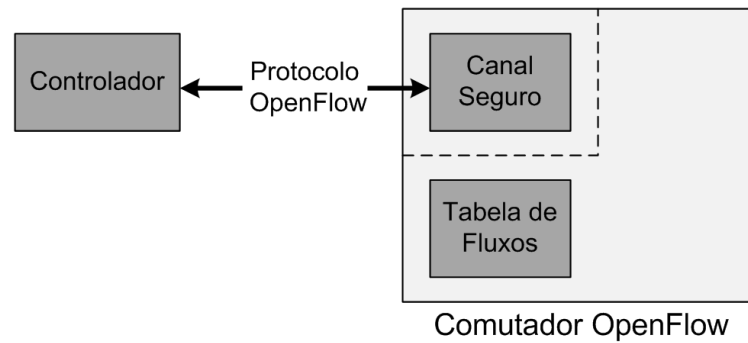 Controlador
Protocolo
OpenFlow
Canal
Seguro
Tabela de
Fluxos
Comutador OpenFlow